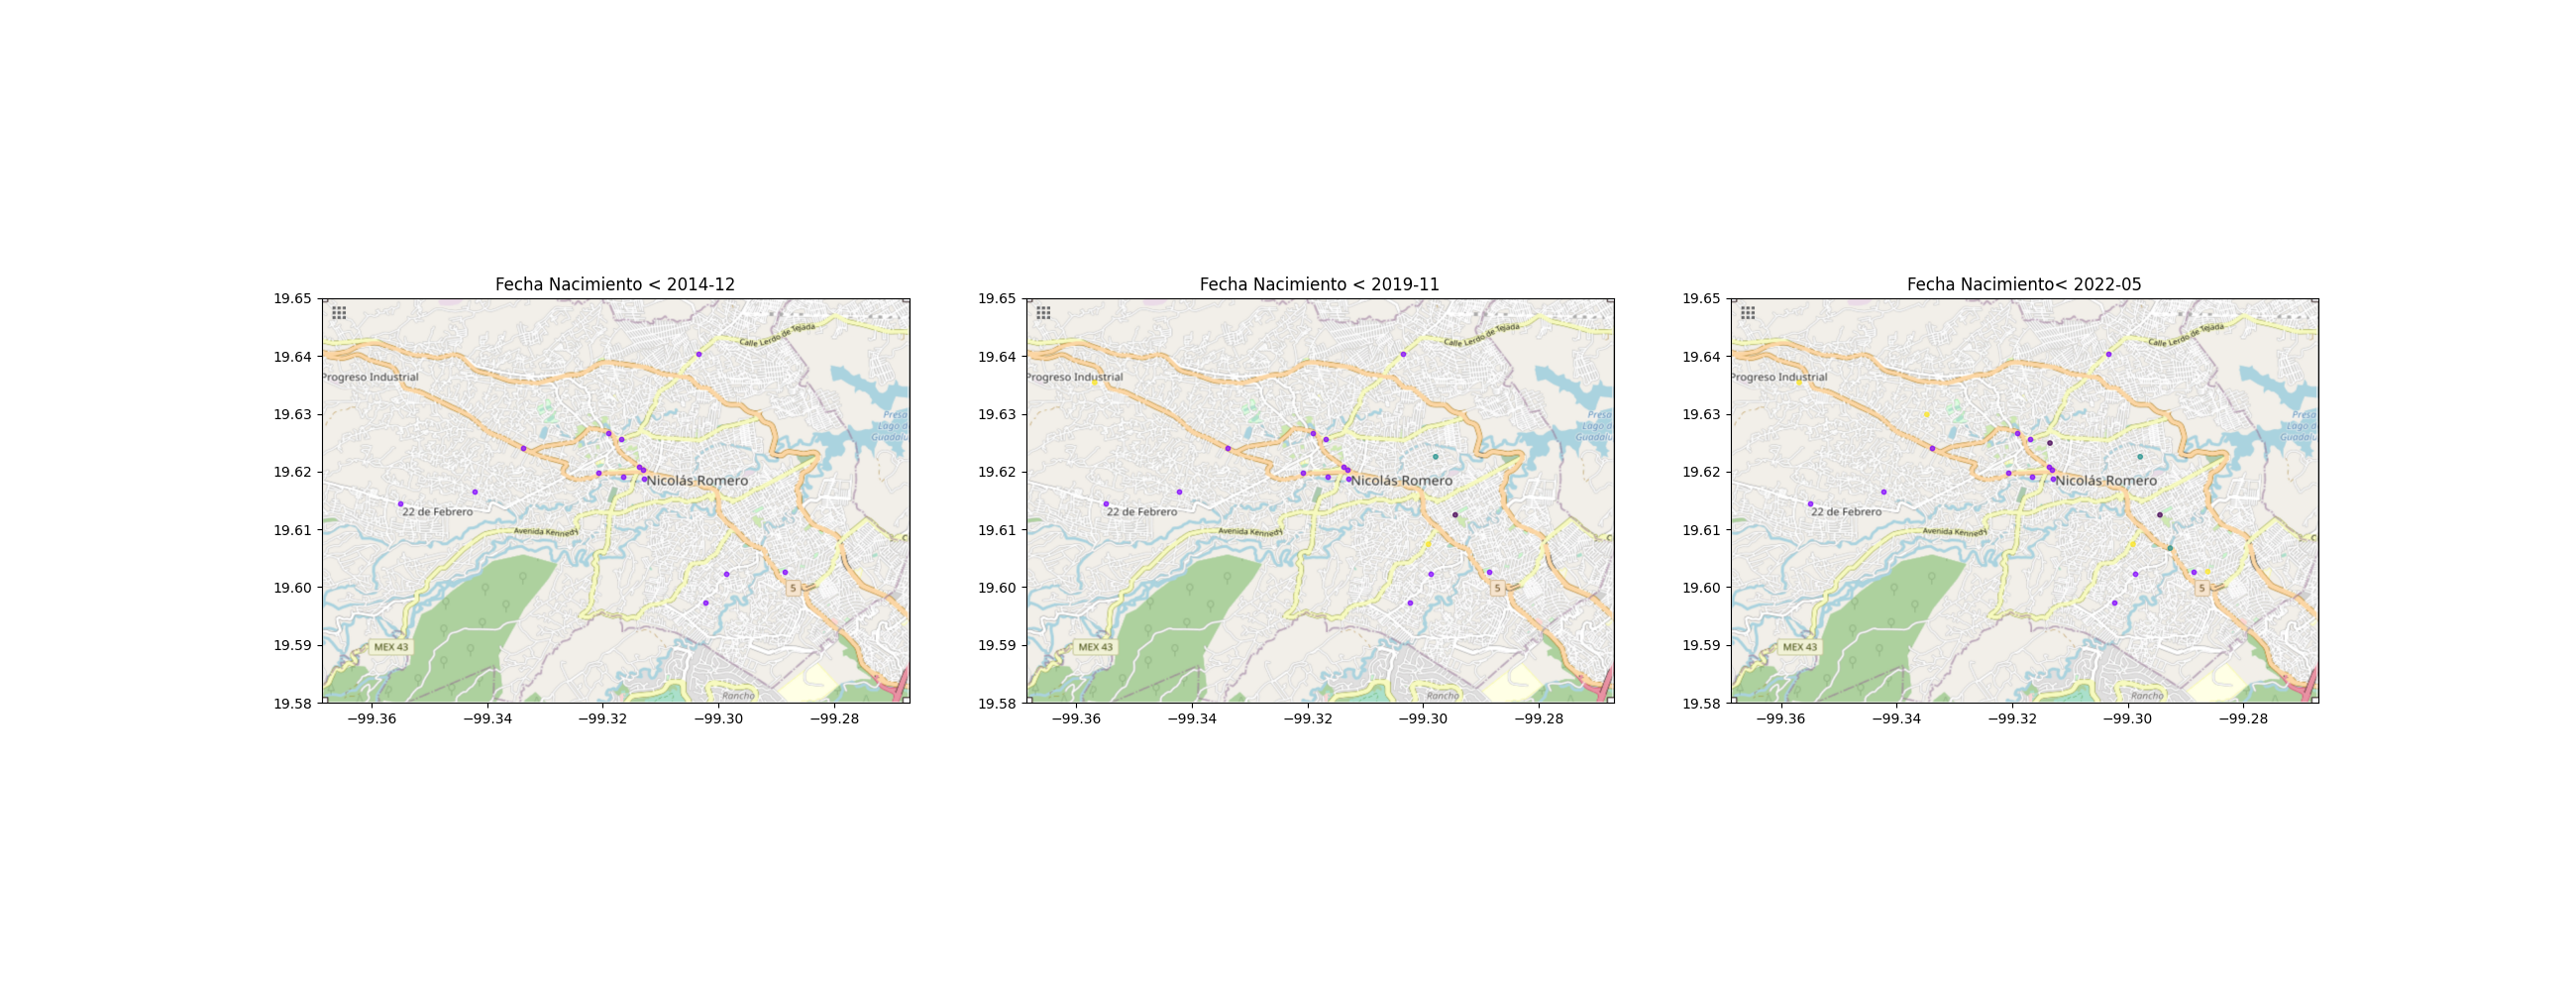 Fecha Nacimiento < 2014-12
19.65
19.64
19.63
19.62
19.61
19.60
19.59
19.58
−99.36
−99.34
−99.32
−99.30
−99.28
Calle Lerdo de Tejada
Progreso Industrial
Presa
Lago de
Nicolás Romero
22 de Febrero
Avenida Kennedy
5
MEX 43
Rancho
Fecha Nacimiento < 2019-11
19.65
19.64
19.63
19.62
19.61
19.60
19.59
19.58
−99.36
−99.34
−99.32
−99.30
−99.28
Calle Lerdo de Tejada
Progreso Industrial
Presa
Lago de
Nicolás Romero
22 de Febrero
Avenida Kennedy
5
MEX 43
Rancho
Fecha Nacimiento< 2022-05
19.65
19.64
19.63
19.62
19.61
19.60
19.59
19.58
−99.36
−99.34
−99.32
−99.30
−99.28
Calle Lerdo de Tejada
Progreso Industrial
Presa
Lago de
Nicolás Romero
22 de Febrero
Avenida Kennedy
5
MEX 43
Rancho